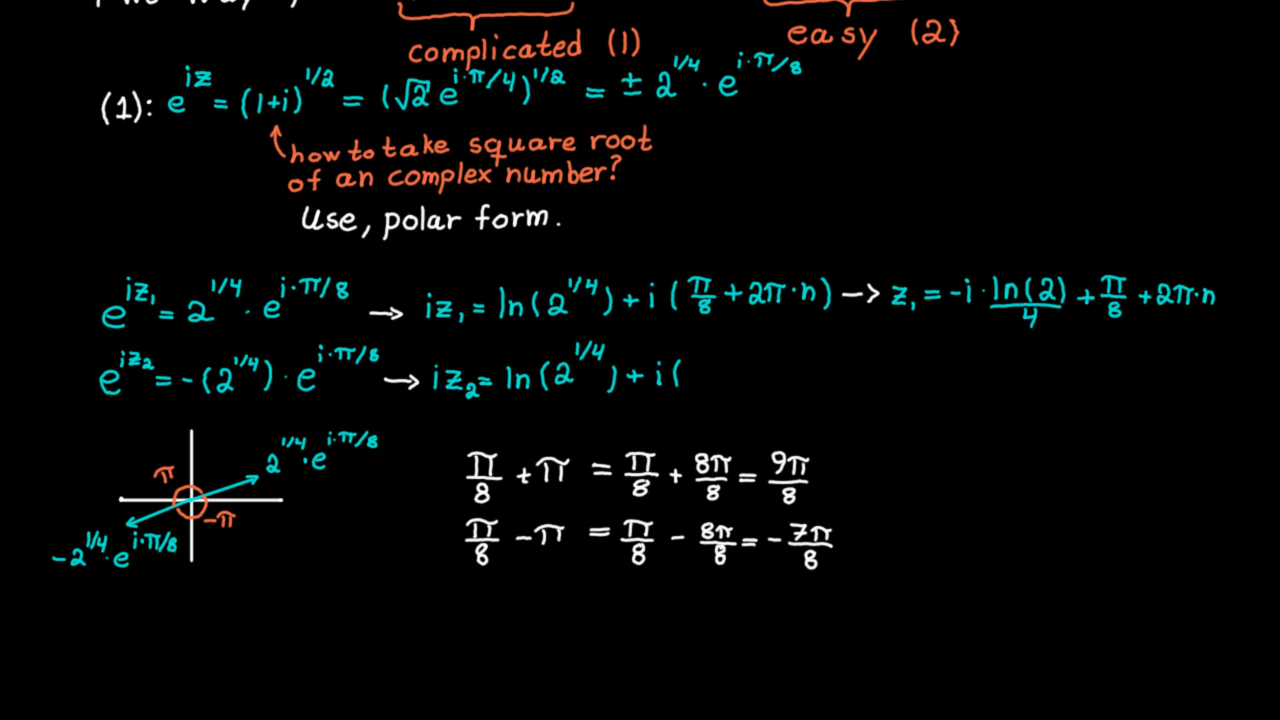 complicated (1) easy (2)
(1): e^{iz} = (1+i)^{1/2} = (√2 e^{i·π/4})^{1/2} = ± 2^{1/4} · e^{i·π/8}
how to take square root
of an complex number?
Use, polar form.
e^{iz₁} = 2^{1/4} · e^{i·π/8} → iz₁ = ln(2^{1/4}) + i(π/8 + 2π·n) → z₁ = -i · ln(2)/4 + π/8 + 2π·n
e^{iz₂} = -(2^{1/4}) · e^{i·π/8} → iz₂ = ln(2^{1/4}) + i(
π 2^{1/4} · e^{i·π/8}
-π
-2^{1/4} · e^{i·π/8}
π/8 + π = π/8 + 8π/8 = 9π/8
π/8 - π = π/8 - 8π/8 = - 7π/8